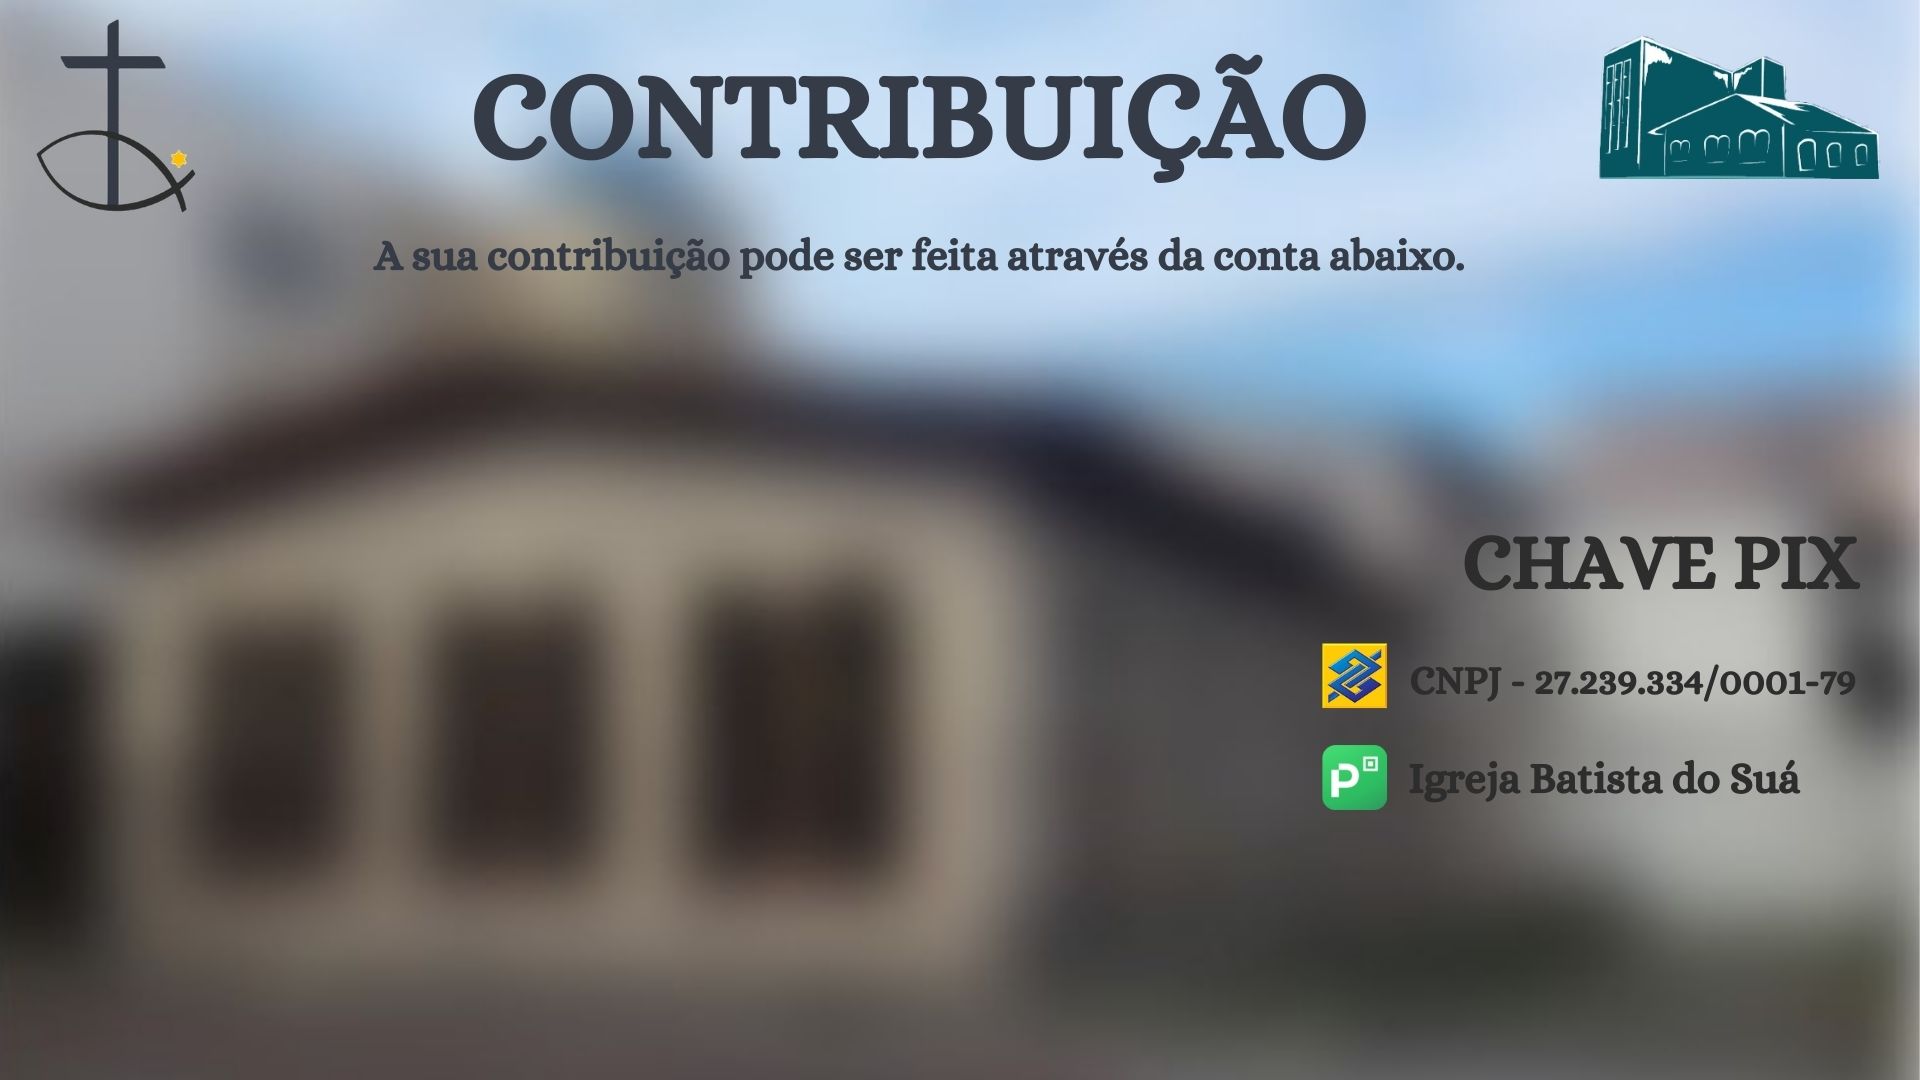 CONTRIBUIÇÃO
A sua contribuição pode ser feita através da conta abaixo.
CHAVE PIX
CNPJ - 27.239.334/0001-79
P
Igreja Batista do Suá